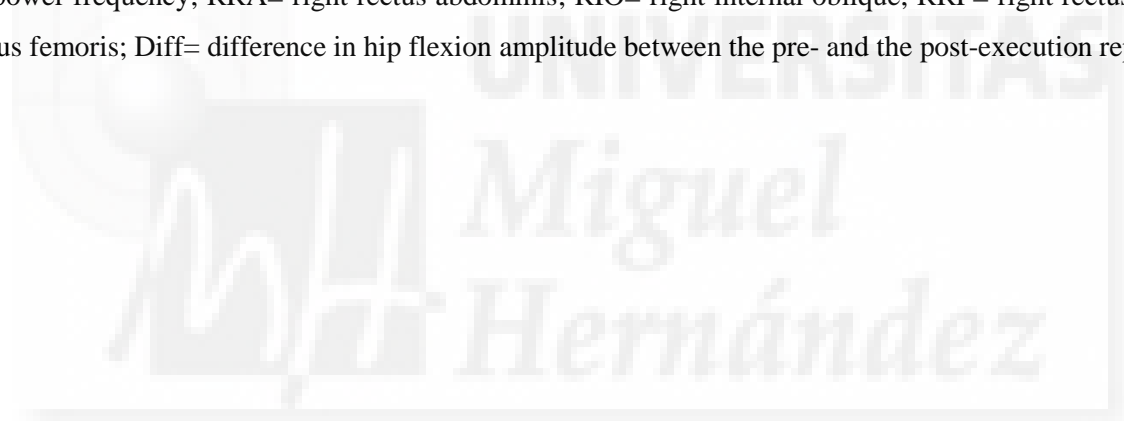 power frequency; RRA= right rectus abdominis; RIO= right internal oblique; RRF= right rectus
us femoris; Diff= difference in hip flexion amplitude between the pre- and the post-execution re
UNIVERSITAS
Miguel
Hernández